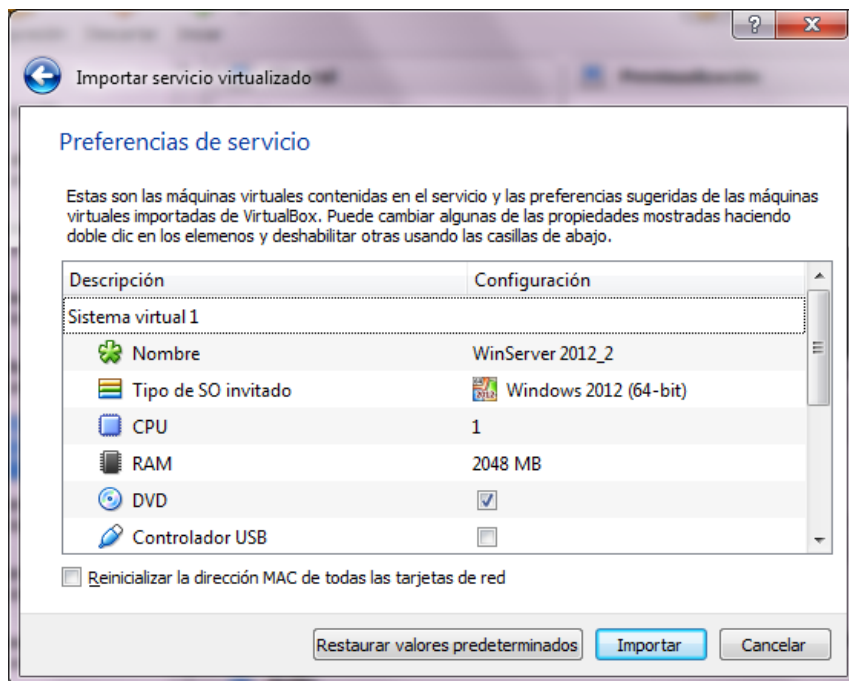 Importar servicio virtualizado
Preferencias de servicio
Estas son las máquinas virtuales contenidas en el servicio y las preferencias sugeridas de las máquinas
virtuales importadas de VirtualBox. Puede cambiar algunas de las propiedades mostradas haciendo
doble clic en los elemenos y deshabilitar otras usando las casillas de abajo.
Descripción Configuración
Sistema virtual 1
Nombre WinServer 2012_2
Tipo de SO invitado Windows 2012 (64-bit)
CPU 1
RAM 2048 MB
DVD
Controlador USB
Reinicializar la dirección MAC de todas las tarjetas de red
Restaurar valores predeterminados Importar Cancelar